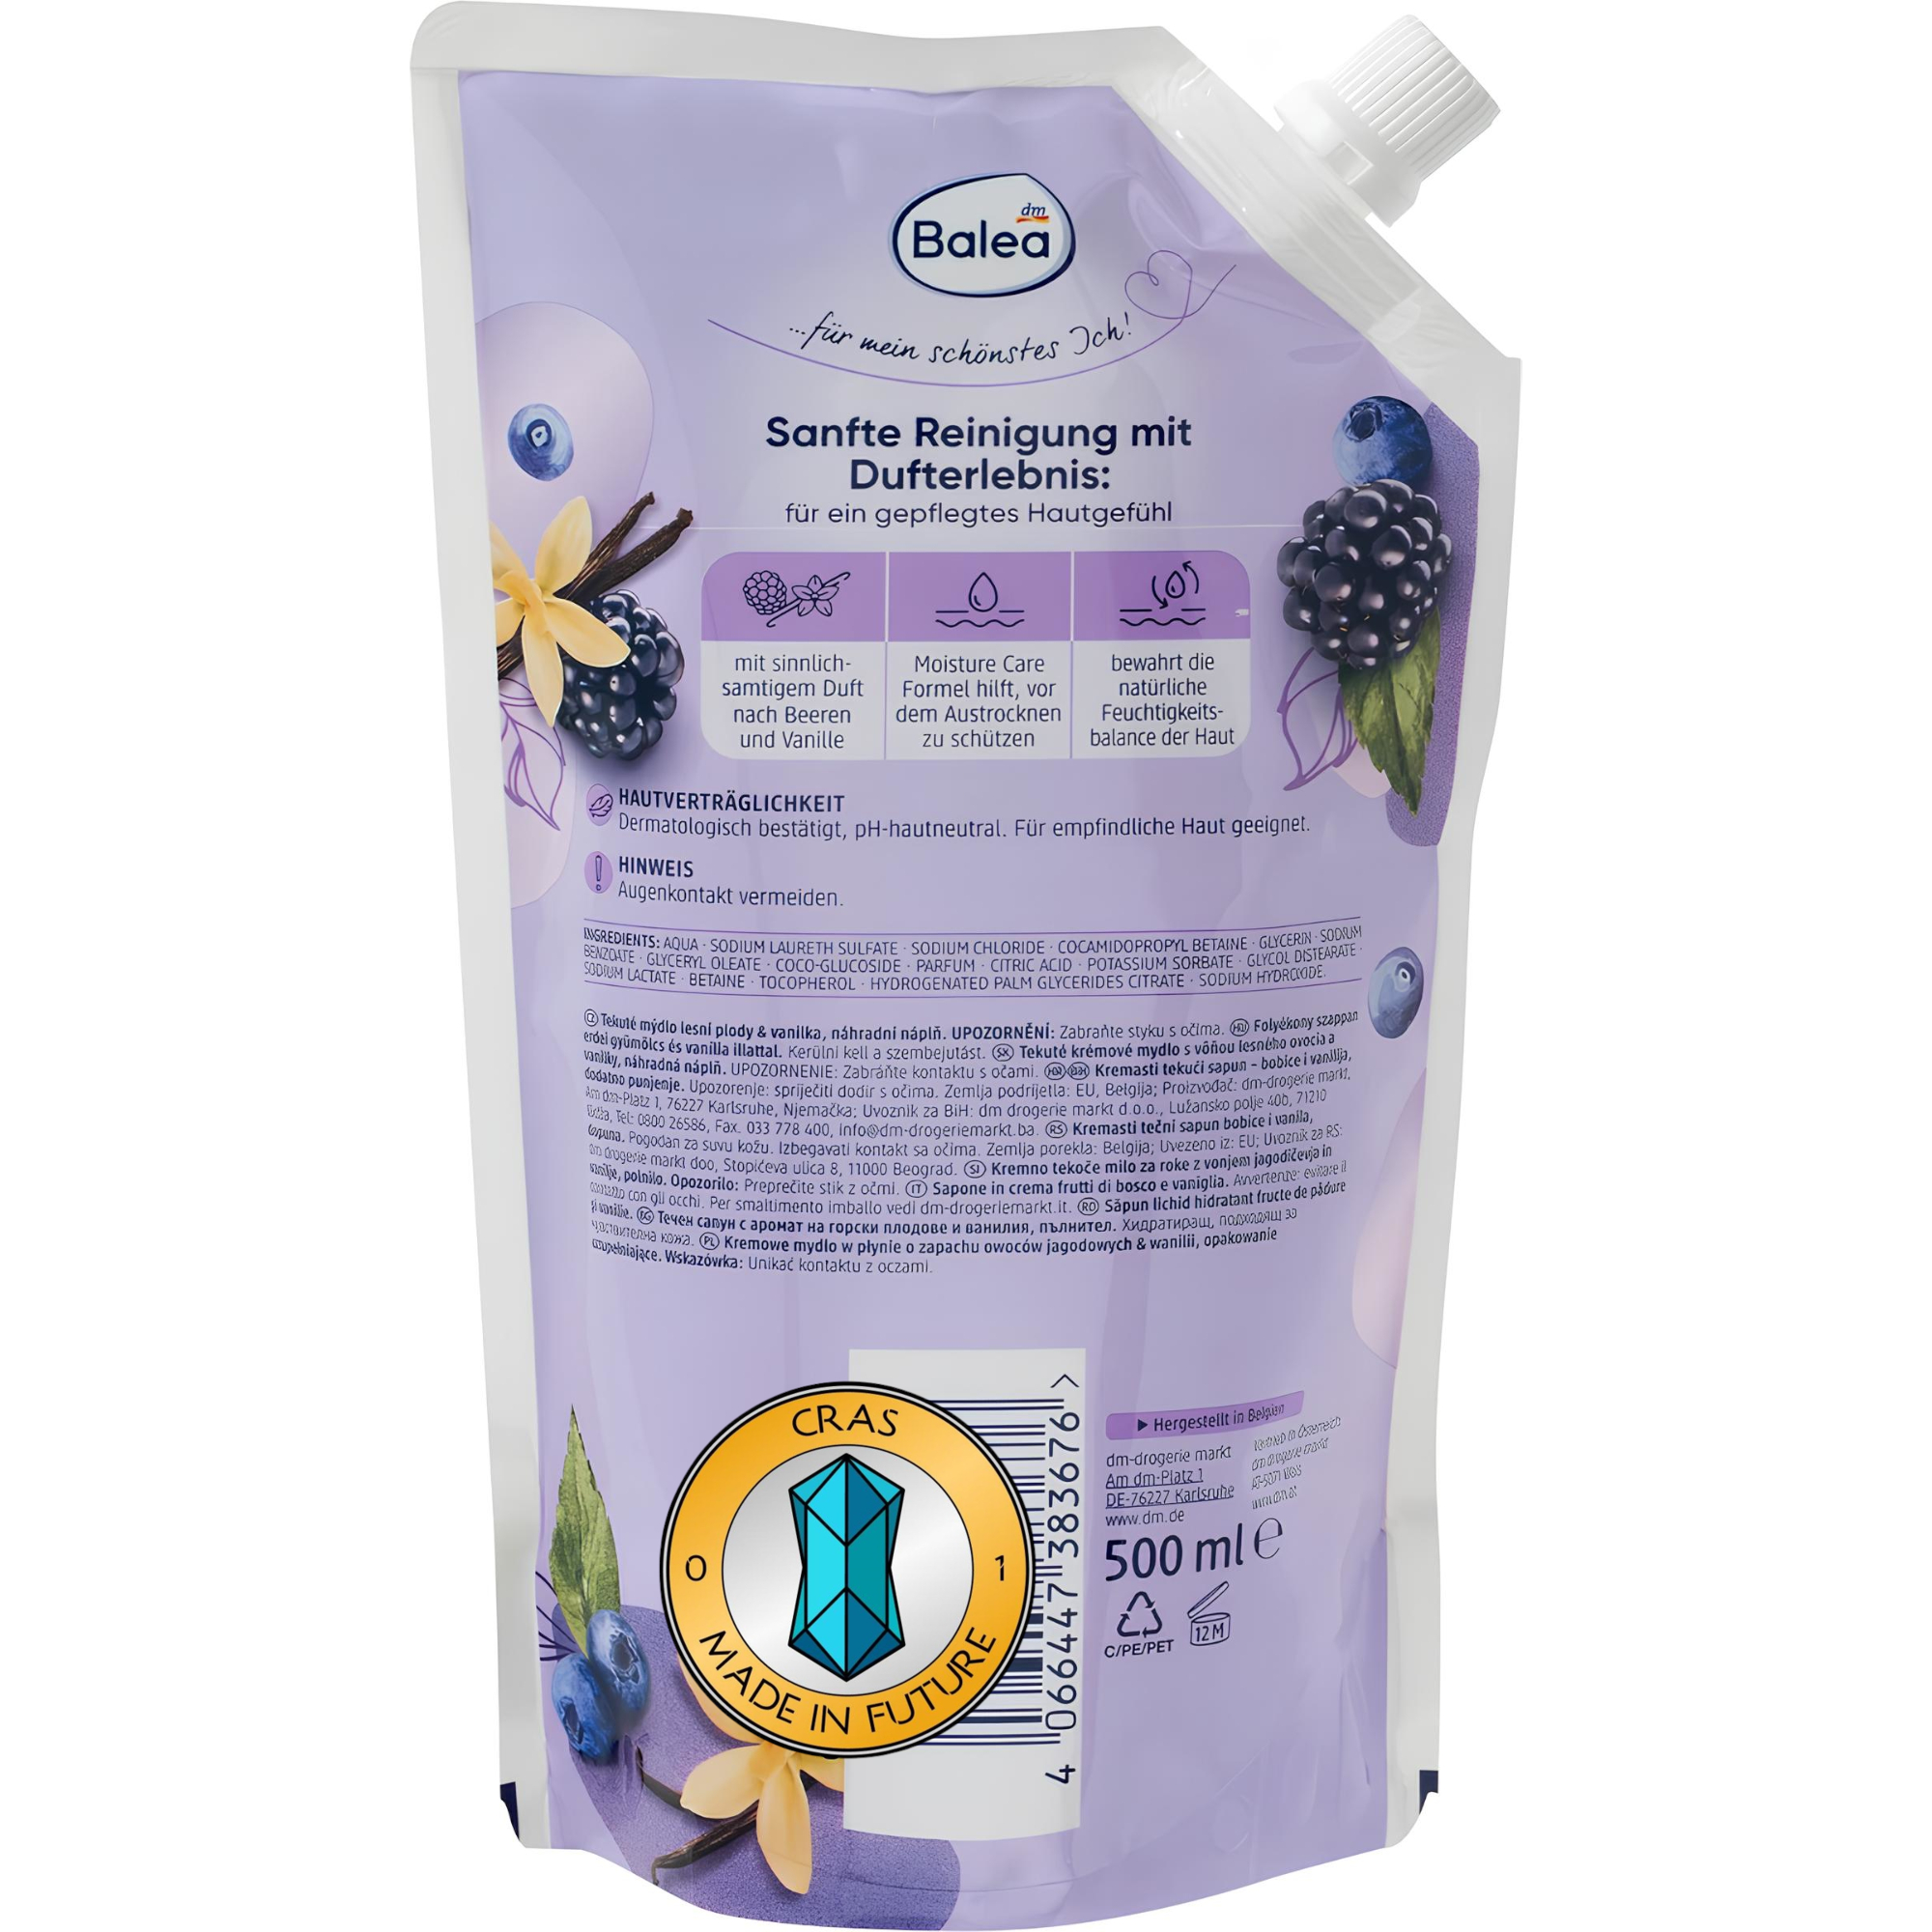 dm
Balea
...für mein schönstes Ich!
Sanfte Reinigung mit
Dufterlebnis:
für ein gepflegtes Hautgefühl
mit sinnlich-
samtigem Duft
nach Beeren
und Vanille
Moisture Care
Formel hilft, vor
dem Austrocknen
zu schützen
bewahrt die
natürliche
Feuchtigkeits-
balance der Haut
HAUTVERTRÄGLICHKEIT
Dermatologisch bestätigt, pH-hautneutral. Für empfindliche Haut geeignet.
HINWEIS
Augenkontakt vermeiden.
INGREDIENTS: AQUA · SODIUM LAURETH SULFATE · SODIUM CHLORIDE · COCAMIDOPROPYL BETAINE · GLYCERIN · SODIUM
BENZOATE · GLYCERYL OLEATE · COCO-GLUCOSIDE · PARFUM · CITRIC ACID · POTASSIUM SORBATE · GLYCOL DISTEARATE ·
SODIUM LACTATE · BETAINE · TOCOPHEROL · HYDROGENATED PALM GLYCERIDES CITRATE · SODIUM HYDROXIDE.
CZ Tekuté mýdlo lesní plody & vanilka, náhradní náplň. UPOZORNĚNÍ: Zabraňte styku s očima. HU Folyékony szappan
erdei gyümölcs és vanília illattal. Kerülni kell a szembejutást. SK Tekuté krémové mydlo s vôňou lesného ovocia a
vanilky, náhradná náplň. UPOZORNENIE: Zabráňte kontaktu s očami. HR BIH Kremasti tekući sapun – bobice i vanilija,
dodatno punjenje. Upozorenje: spriječiti dodir s očima. Zemlja podrijetla: EU, Belgija; Proizvođač: dm-drogerie markt,
Am dm-Platz 1, 76227 Karlsruhe, Njemačka; Uvoznik za BiH: dm drogerie markt d.o.o., Lužansko polje 40b, 71210
Ilidža, Tel: 0800 26586, Fax. 033 778 400, info@dm-drogeriemarkt.ba. RS Kremasti tečni sapun bobice i vanila,
dopuna. Pogodan za suvu kožu. Izbegavati kontakt sa očima. Zemlja porekla: Belgija; Uvezeno iz: EU; Uvoznik za RS:
dm drogerie markt doo, Stopićeva ulica 8, 11000 Beograd. SI Kremno tekoče milo za roke z vonjem jagodičevja in
vanilje, polnilo. Opozorilo: Preprečite stik z očmi. IT Sapone in crema frutti di bosco e vaniglia. Avvertenze: evitare il
contatto con gli occhi. Per smaltimento imballo vedi dm-drogeriemarkt.it. RO Săpun lichid hidratant fructe de pădure
și vanilie. BG Течен сапун с аромат на горски плодове и ванилия, пълнител. Хидратиращ, подходящ за
чувствителна кожа. PL Kremowe mydło w płynie o zapachu owoców jagodowych & wanilii, opakowanie
uzupełniające. Wskazówka: Unikać kontaktu z oczami.
CRAS
0 1
MADE IN FUTURE
4 066447 383676 >
Hergestellt in Belgien
dm-drogerie markt
Am dm-Platz 1
DE-76227 Karlsruhe
www.dm.de
500 ml e
C/PE/PET
12 M